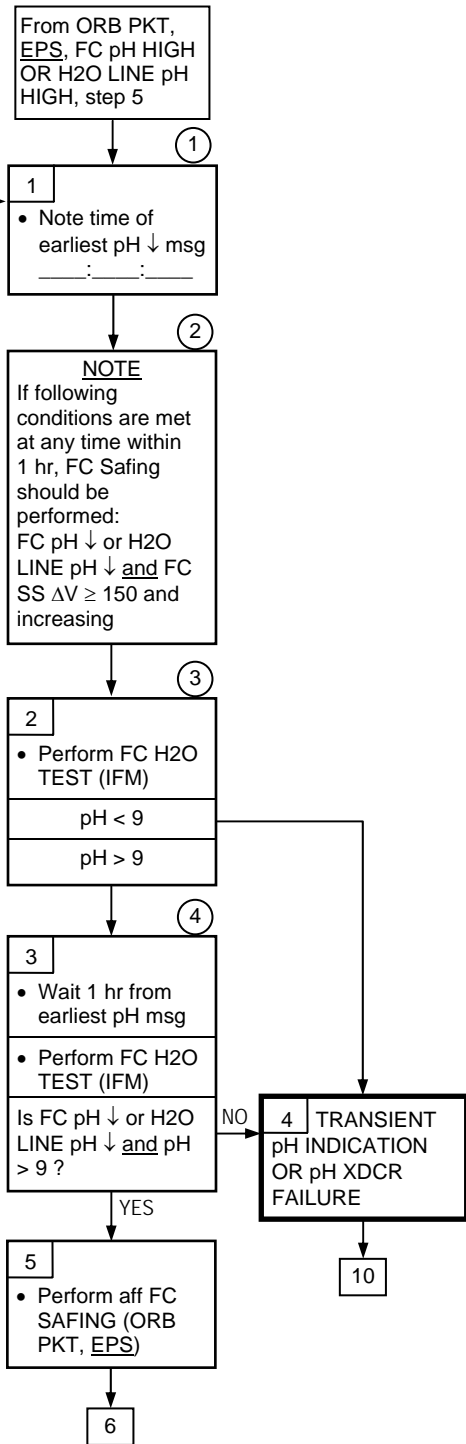 From ORB PKT,
EPS, FC pH HIGH
OR H2O LINE pH
HIGH, step 5
1
1
• Note time of
earliest pH ↓ msg
____:____:____
2
NOTE
If following
conditions are met
at any time within
1 hr, FC Safing
should be
performed:
FC pH ↓ or H2O
LINE pH ↓ and FC
SS ΔV ≥ 150 and
increasing
3
2
• Perform FC H2O
TEST (IFM)
pH < 9
pH > 9
4
3
• Wait 1 hr from
earliest pH msg
• Perform FC H2O
TEST (IFM)
Is FC pH ↓ or H2O
LINE pH ↓ and pH
> 9 ?
NO
YES
4 TRANSIENT
pH INDICATION
OR pH XDCR
FAILURE
10
5
• Perform aff FC
SAFING (ORB
PKT, EPS)
6